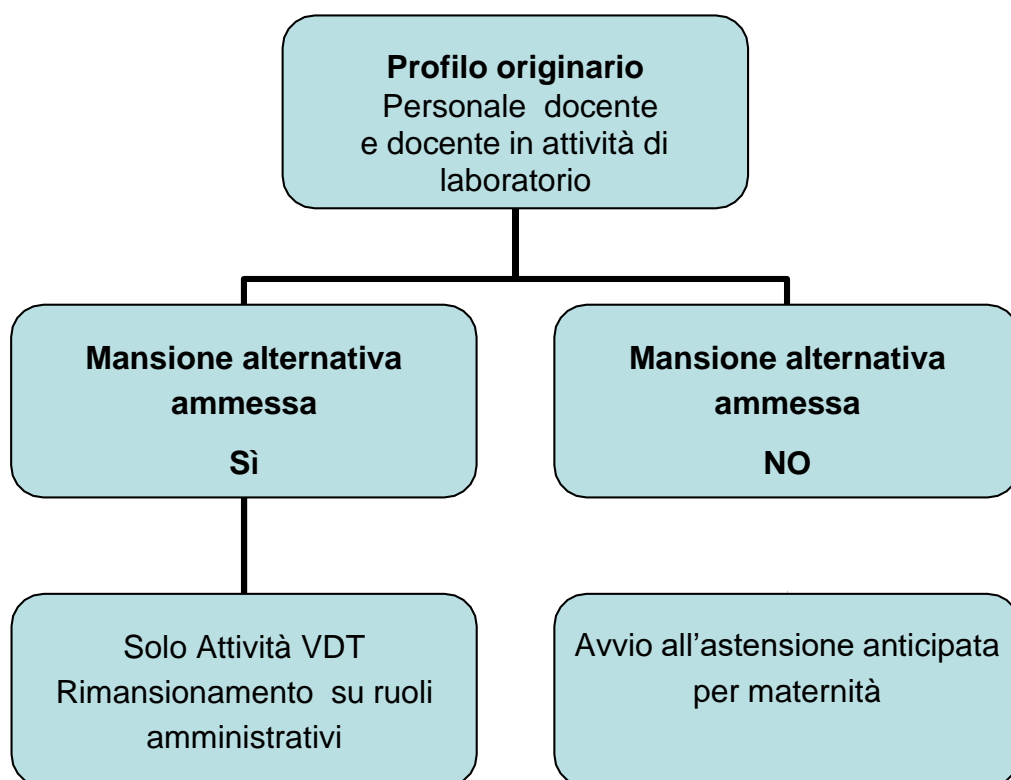 Profilo originario
Personale docente
e docente in attività di
laboratorio
Mansione alternativa
ammessa
Sì
Mansione alternativa
ammessa
NO
Solo Attività VDT
Rimansionamento su ruoli
amministrativi
Avvio all’astensione anticipata
per maternità